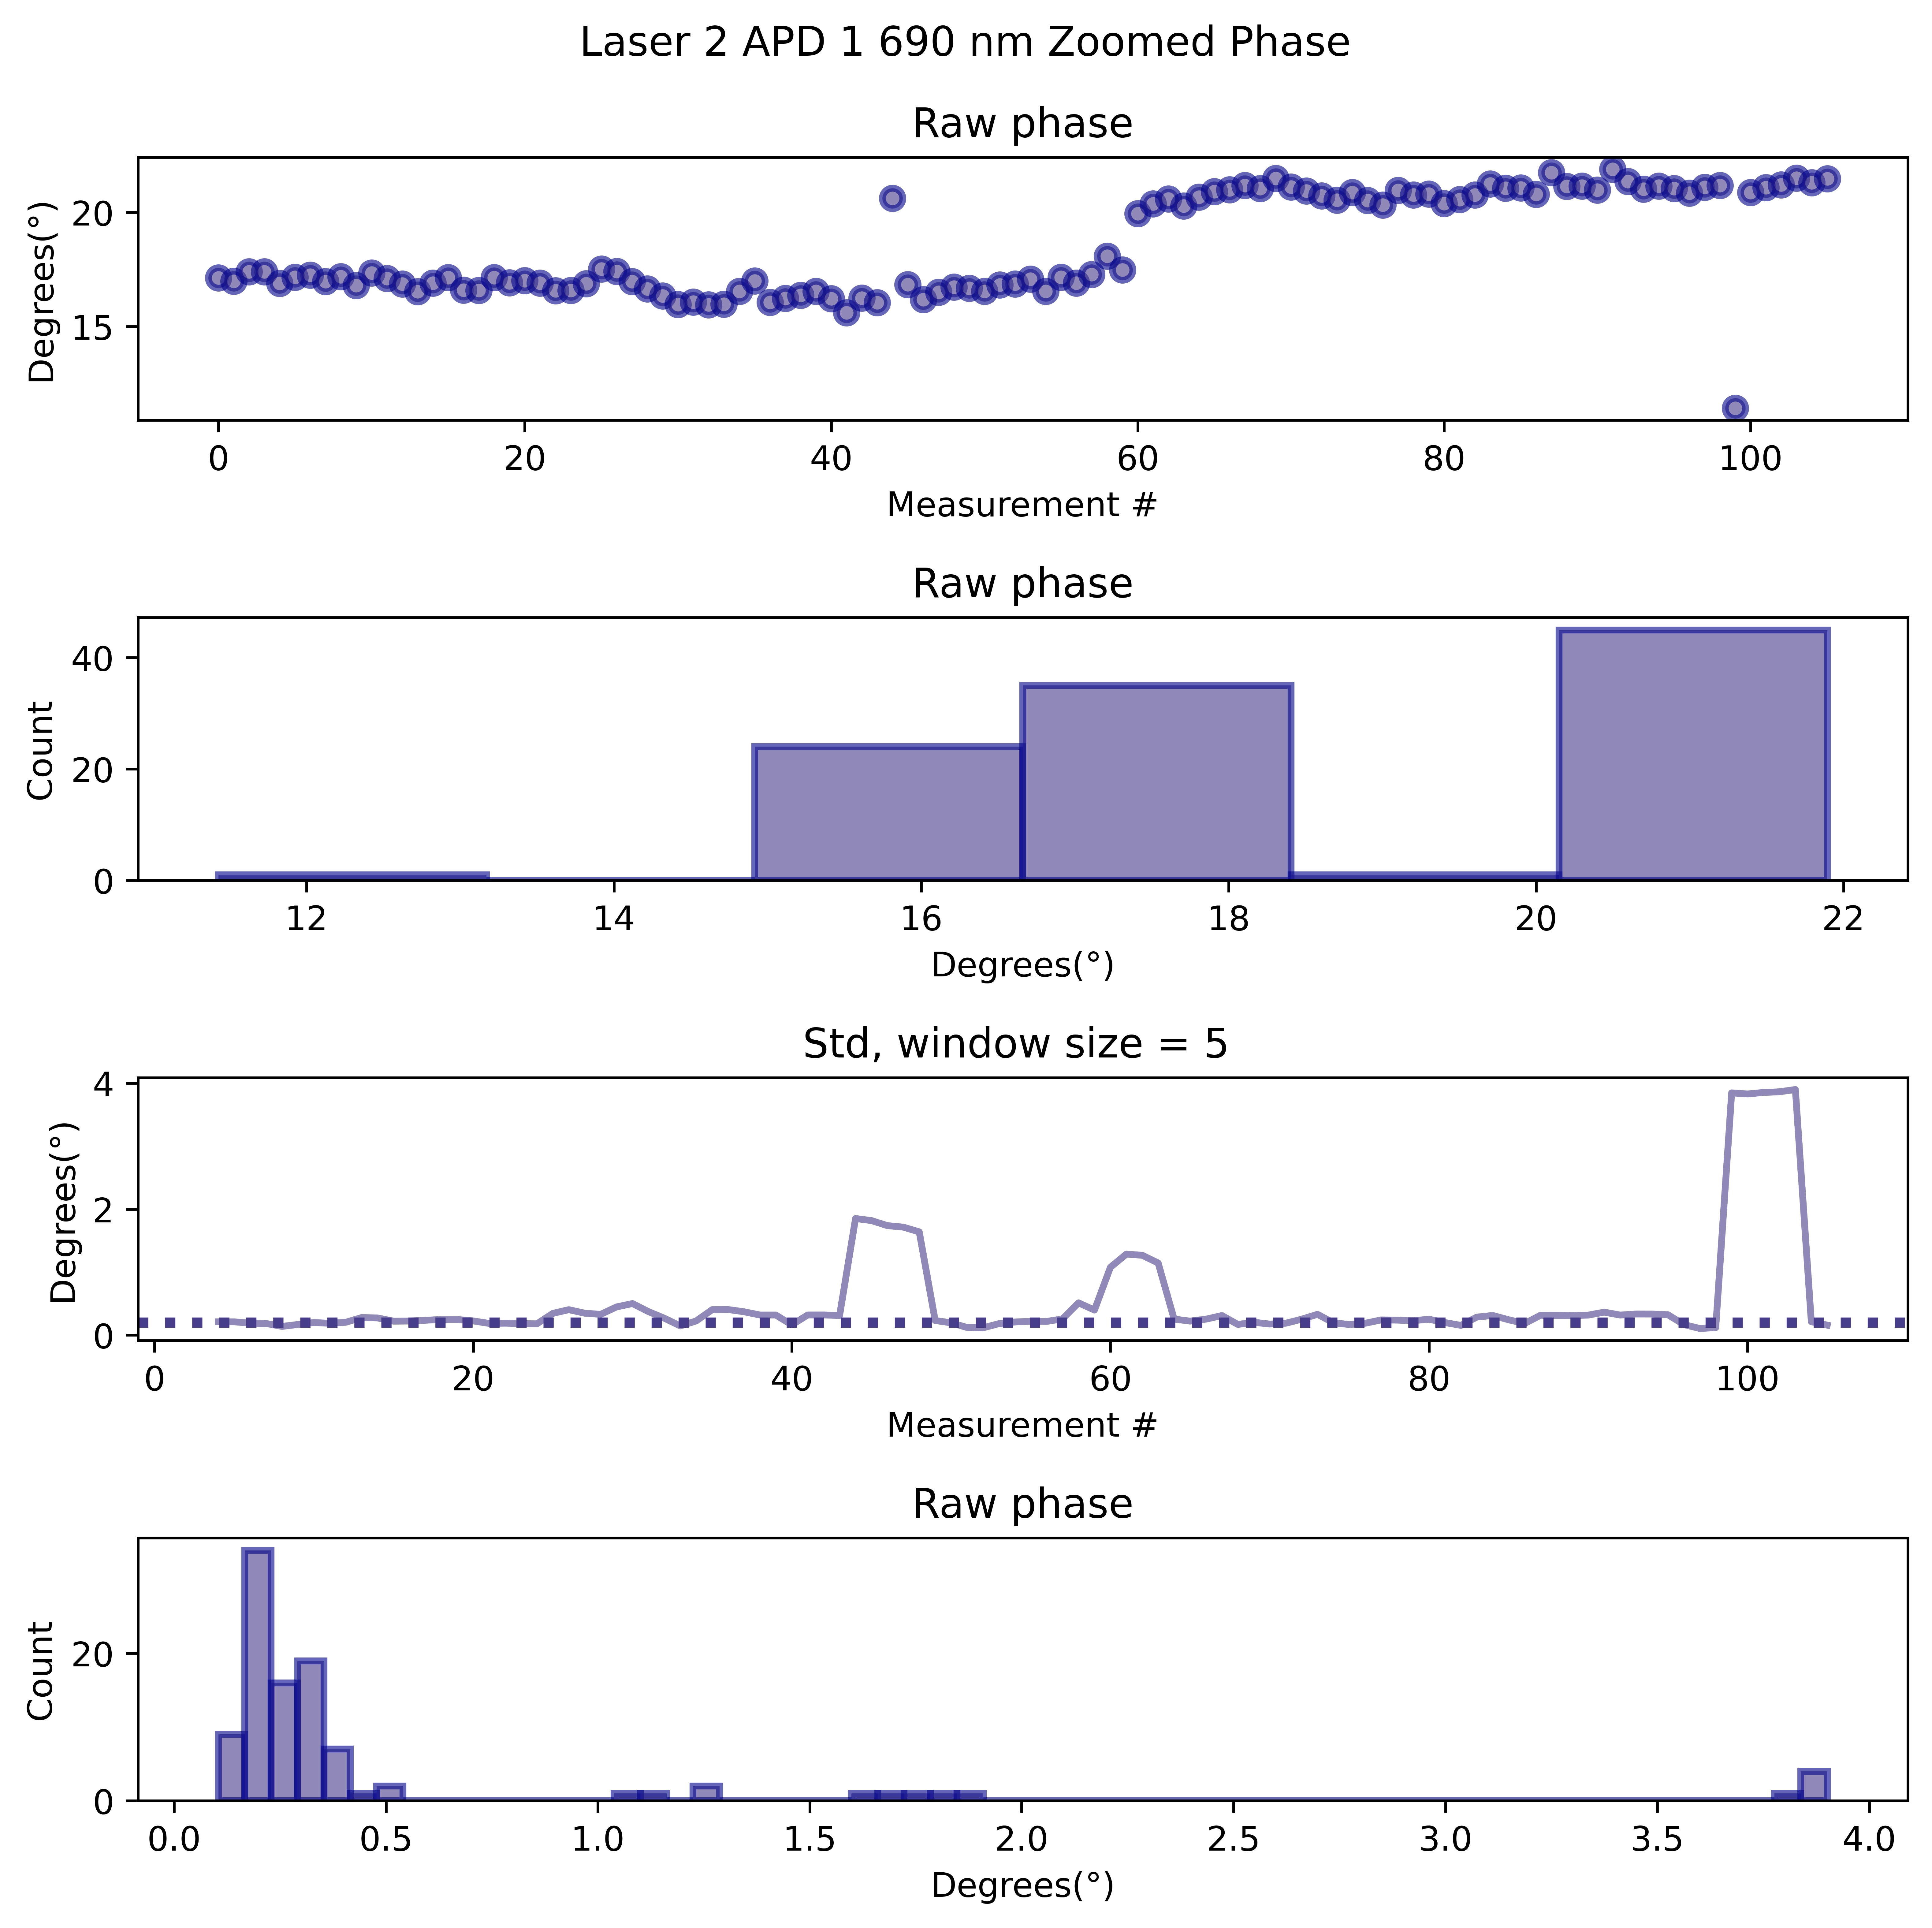 Laser 2 APD 1 690 nm Zoomed Phase
Raw phase
Degrees(°)
20
15
0 20 40 60 80 100
Measurement #
Raw phase
Count
40
20
0
12 14 16 18 20 22
Degrees(°)
Std, window size = 5
Degrees(°)
4
2
0
0 20 40 60 80 100
Measurement #
Raw phase
Count
20
0
0.0 0.5 1.0 1.5 2.0 2.5 3.0 3.5 4.0
Degrees(°)